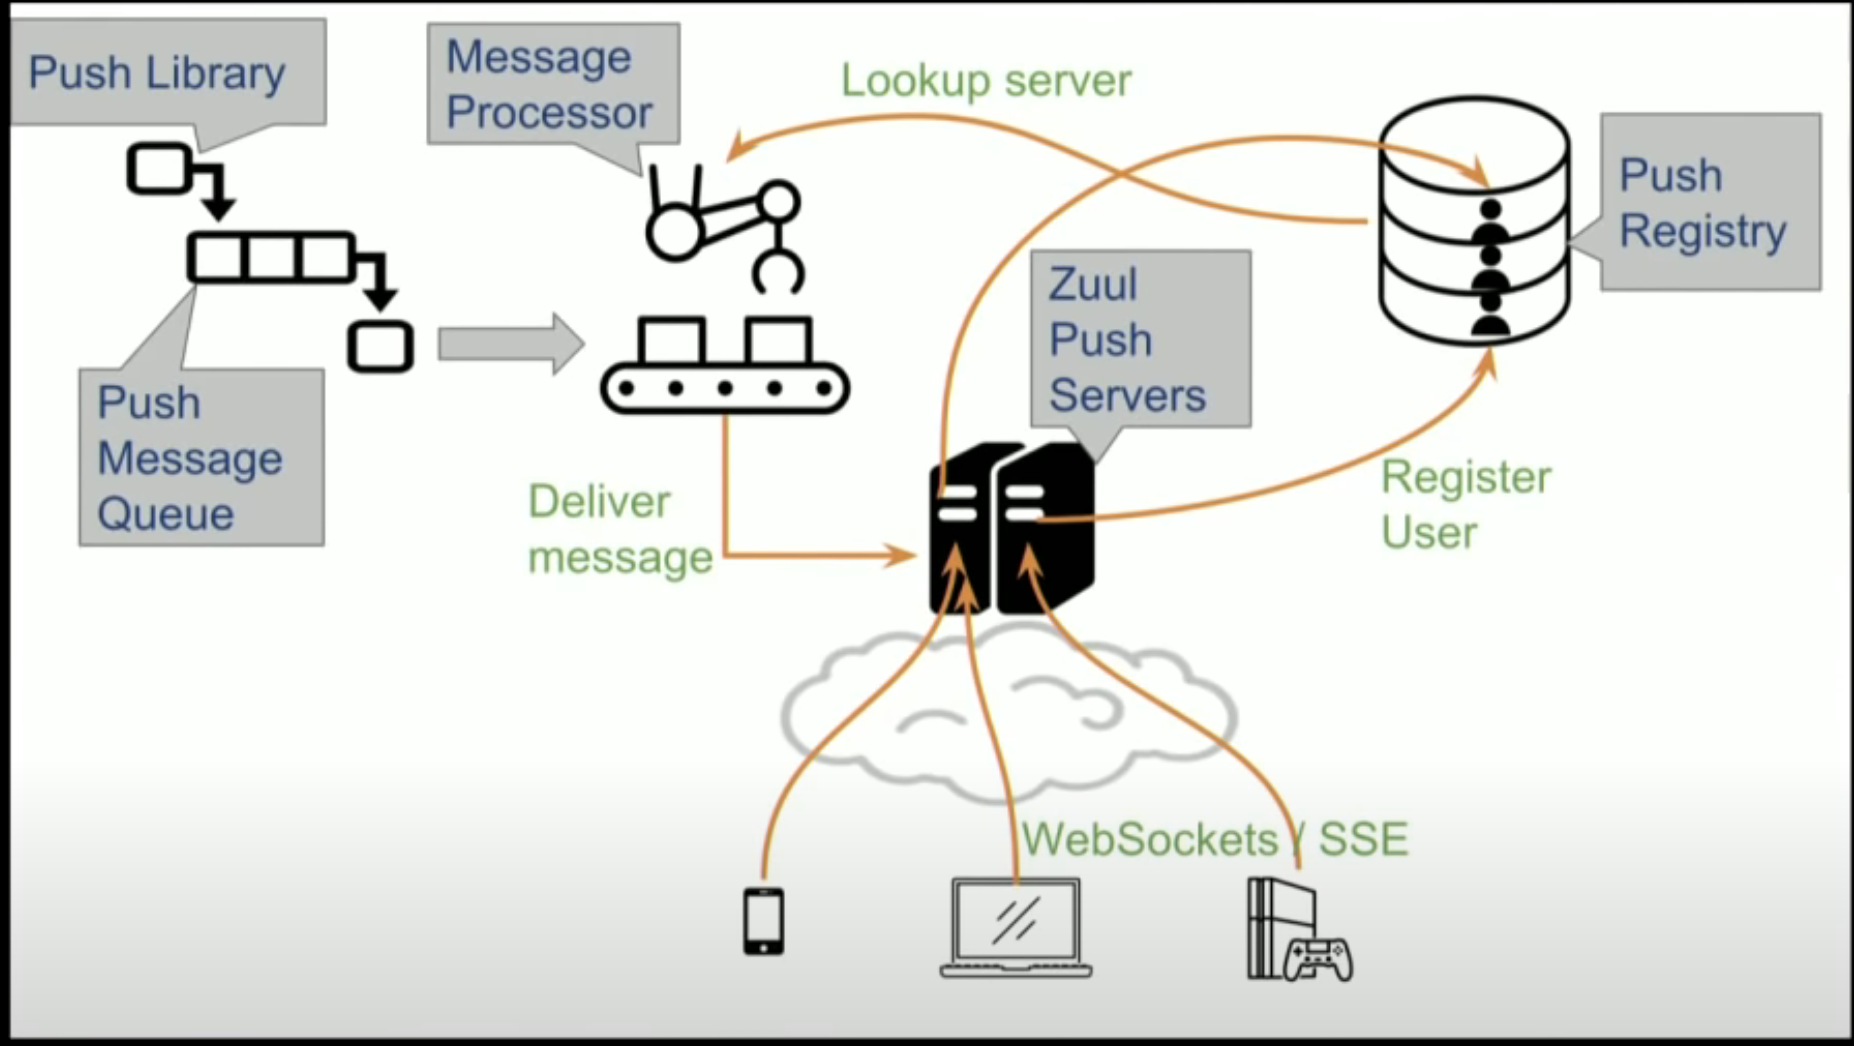 Push Library
Message
Processor
Lookup server
Push
Registry
Zuul
Push
Servers
Push
Message
Queue
Deliver
message
Register
User
WebSockets / SSE